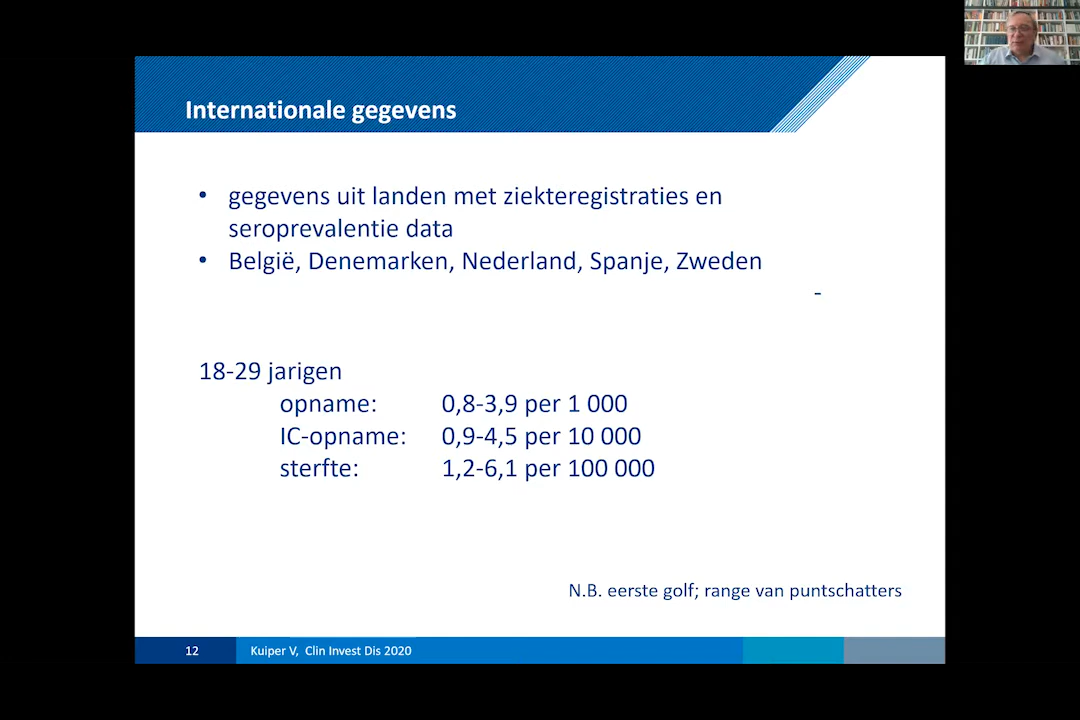 Internationale gegevens
• gegevens uit landen met ziekteregistraties en
seroprevalentie data
• België, Denemarken, Nederland, Spanje, Zweden
-
18-29 jarigen
opname: 0,8-3,9 per 1 000
IC-opname: 0,9-4,5 per 10 000
sterfte: 1,2-6,1 per 100 000
N.B. eerste golf; range van puntschatters
12 Kuiper V, Clin Invest Dis 2020